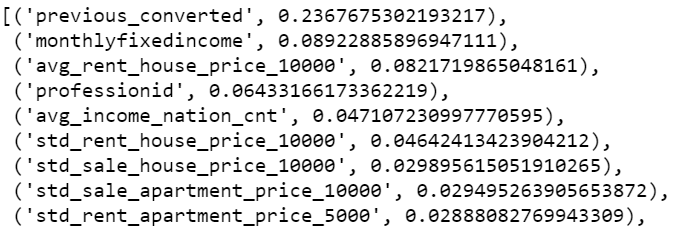 [('previous_converted', 0.2367675302193217),
('monthlyfixedincome', 0.08922885896947111),
('avg_rent_house_price_10000', 0.0821719865048161),
('professionid', 0.06433166173362219),
('avg_income_nation_cnt', 0.047107230997770595),
('std_rent_house_price_10000', 0.04642413423904212),
('std_sale_house_price_10000', 0.029895615051910265),
('std_sale_apartment_price_10000', 0.029495263905653872),
('std_rent_apartment_price_5000', 0.02888082769943309),